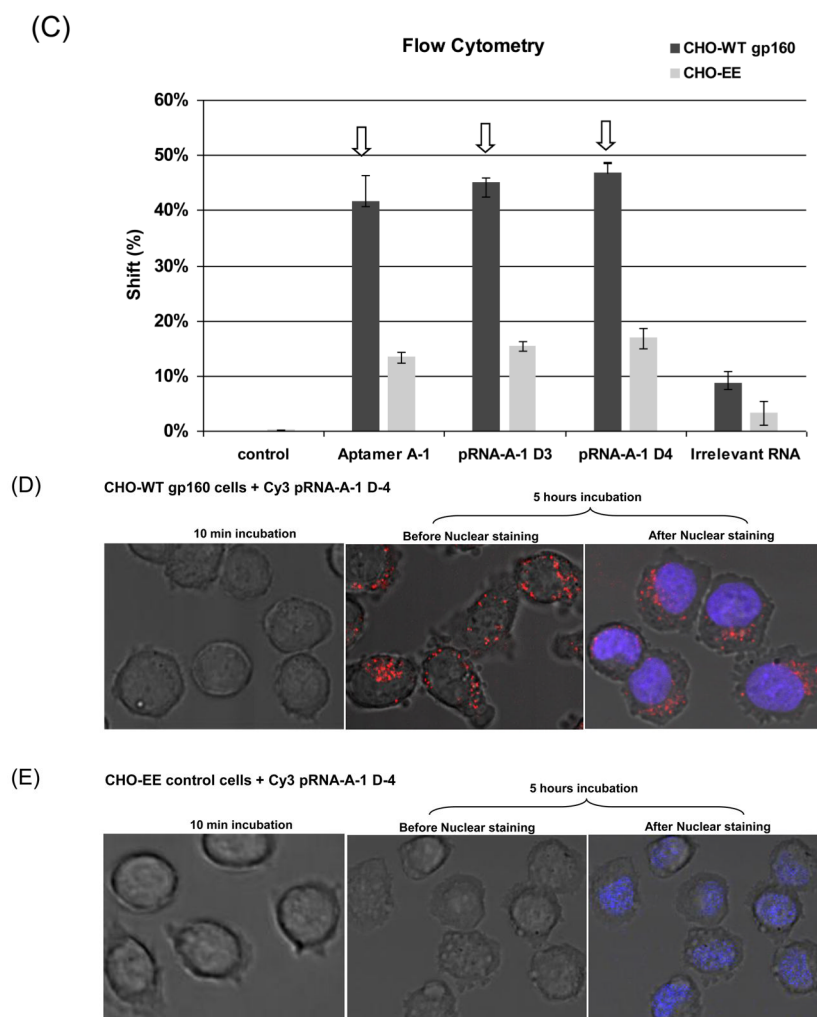 (C)
Flow Cytometry
CHO-WT gp160
CHO-EE
60%
50%
40%
30%
20%
10%
0%
Shift (%)
control
Aptamer A-1
pRNA-A-1 D3
pRNA-A-1 D4
Irrelevant RNA
(D)
CHO-WT gp160 cells + Cy3 pRNA-A-1 D-4
5 hours incubation
10 min incubation
Before Nuclear staining
After Nuclear staining
(E)
CHO-EE control cells + Cy3 pRNA-A-1 D-4
5 hours incubation
10 min incubation
Before Nuclear staining
After Nuclear staining